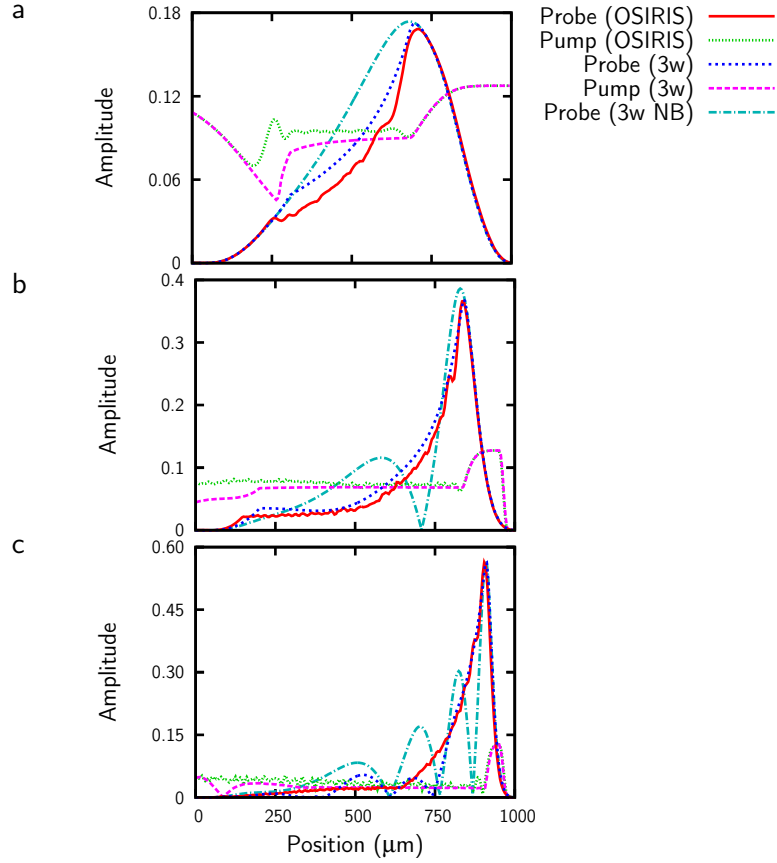 a
Probe (OSIRIS)
Pump (OSIRIS)
Probe (3w)
Pump (3w)
Probe (3w NB)
0.18
0.12
0.06
0
Amplitude
b
0.4
0.3
0.2
0.1
0
Amplitude
c
0.60
0.45
0.30
0.15
0
Amplitude
0 250 500 750 1000
Position (μm)